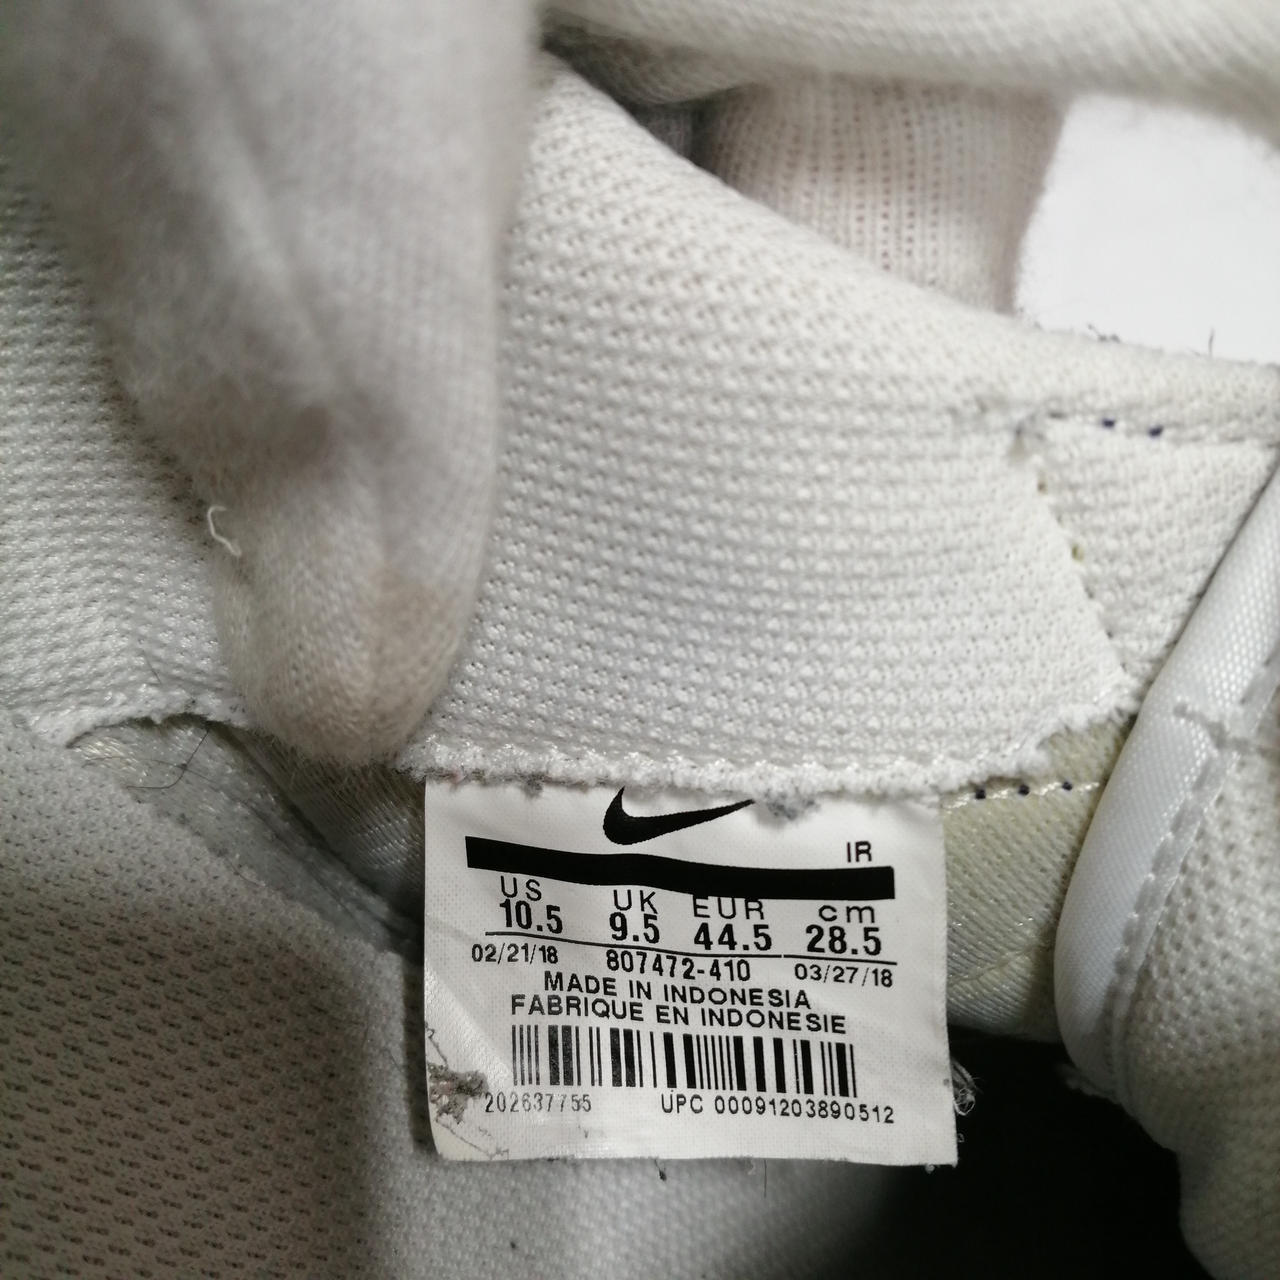 IR
US UK EUR cm
10.5 9.5 44.5 28.5
02/21/18 807472-410 03/27/18
MADE IN INDONESIA
FABRIQUE EN INDONESIE
202637755 UPC 00091203890512